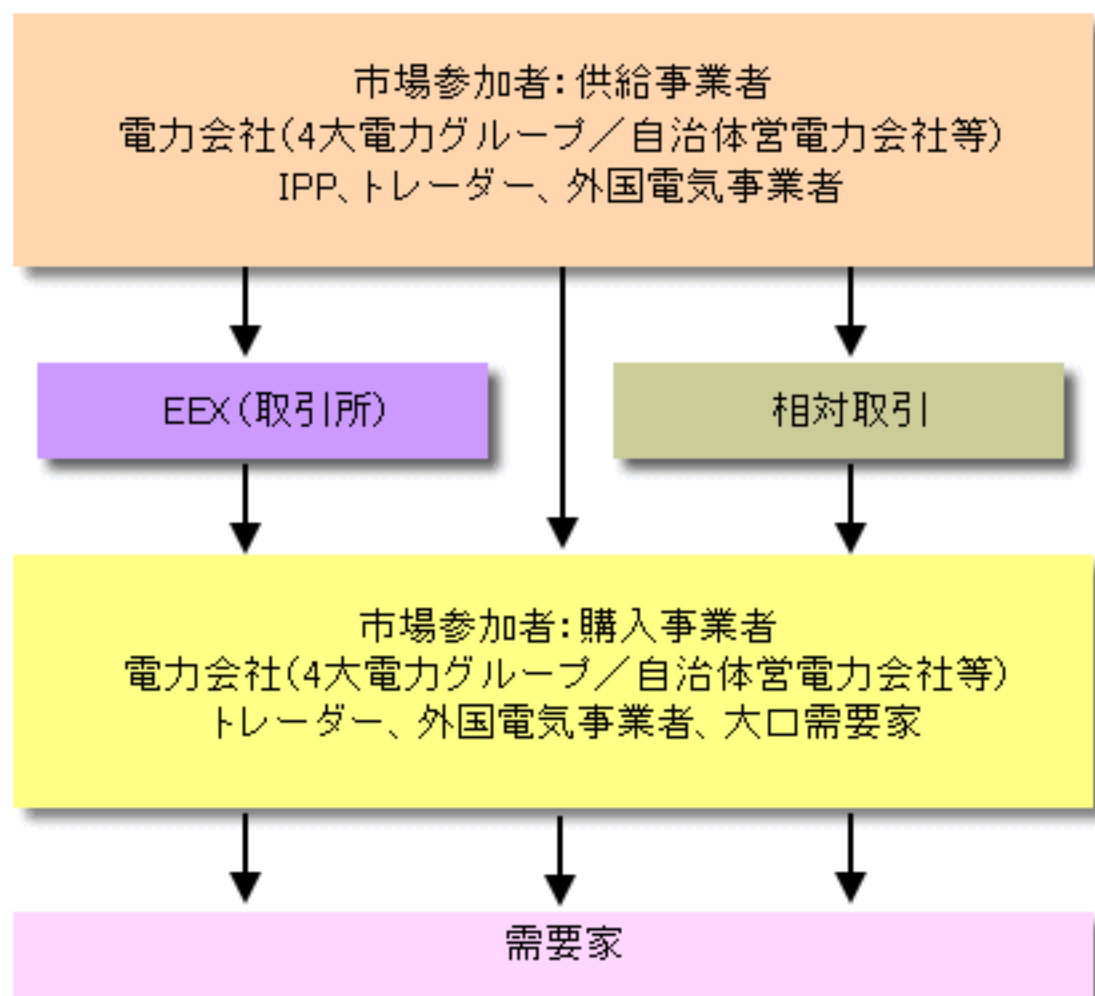 市場参加者：供給事業者
電力会社（4大電力グループ／自治体営電力会社等）
IPP、トレーダー、外国電気事業者
EEX（取引所）
相対取引
市場参加者：購入事業者
電力会社（4大電力グループ／自治体営電力会社等）
トレーダー、外国電気事業者、大口需要家
需要家